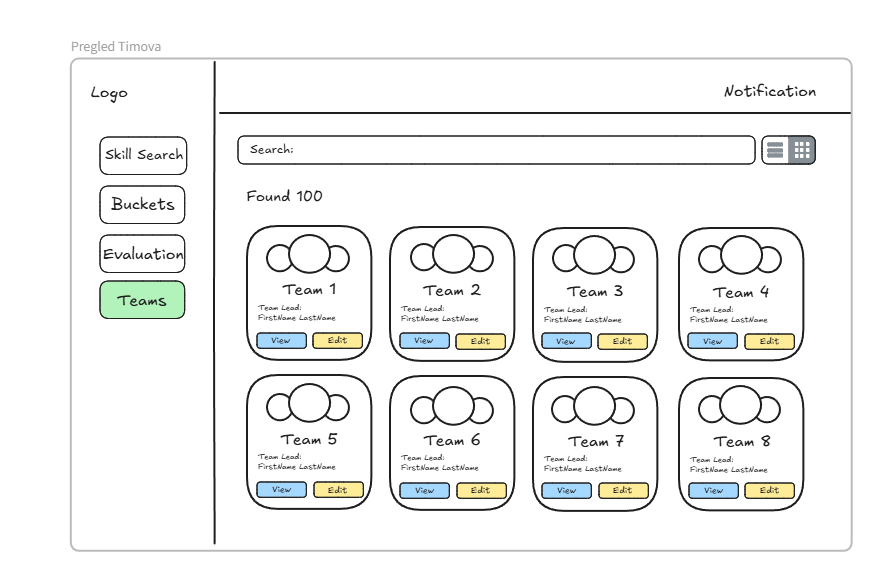 Pregled Timova
Logo
Notification
Skill Search
Buckets
Evaluation
Teams
Search:
Found 100
Team 1
Team Lead:
FirstName LastName
View
Edit
Team 2
Team Lead:
FirstName LastName
View
Edit
Team 3
Team Lead:
FirstName LastName
View
Edit
Team 4
Team Lead:
FirstName LastName
View
Edit
Team 5
Team Lead:
FirstName LastName
View
Edit
Team 6
Team Lead:
FirstName LastName
View
Edit
Team 7
Team Lead:
FirstName LastName
View
Edit
Team 8
Team Lead:
FirstName LastName
View
Edit